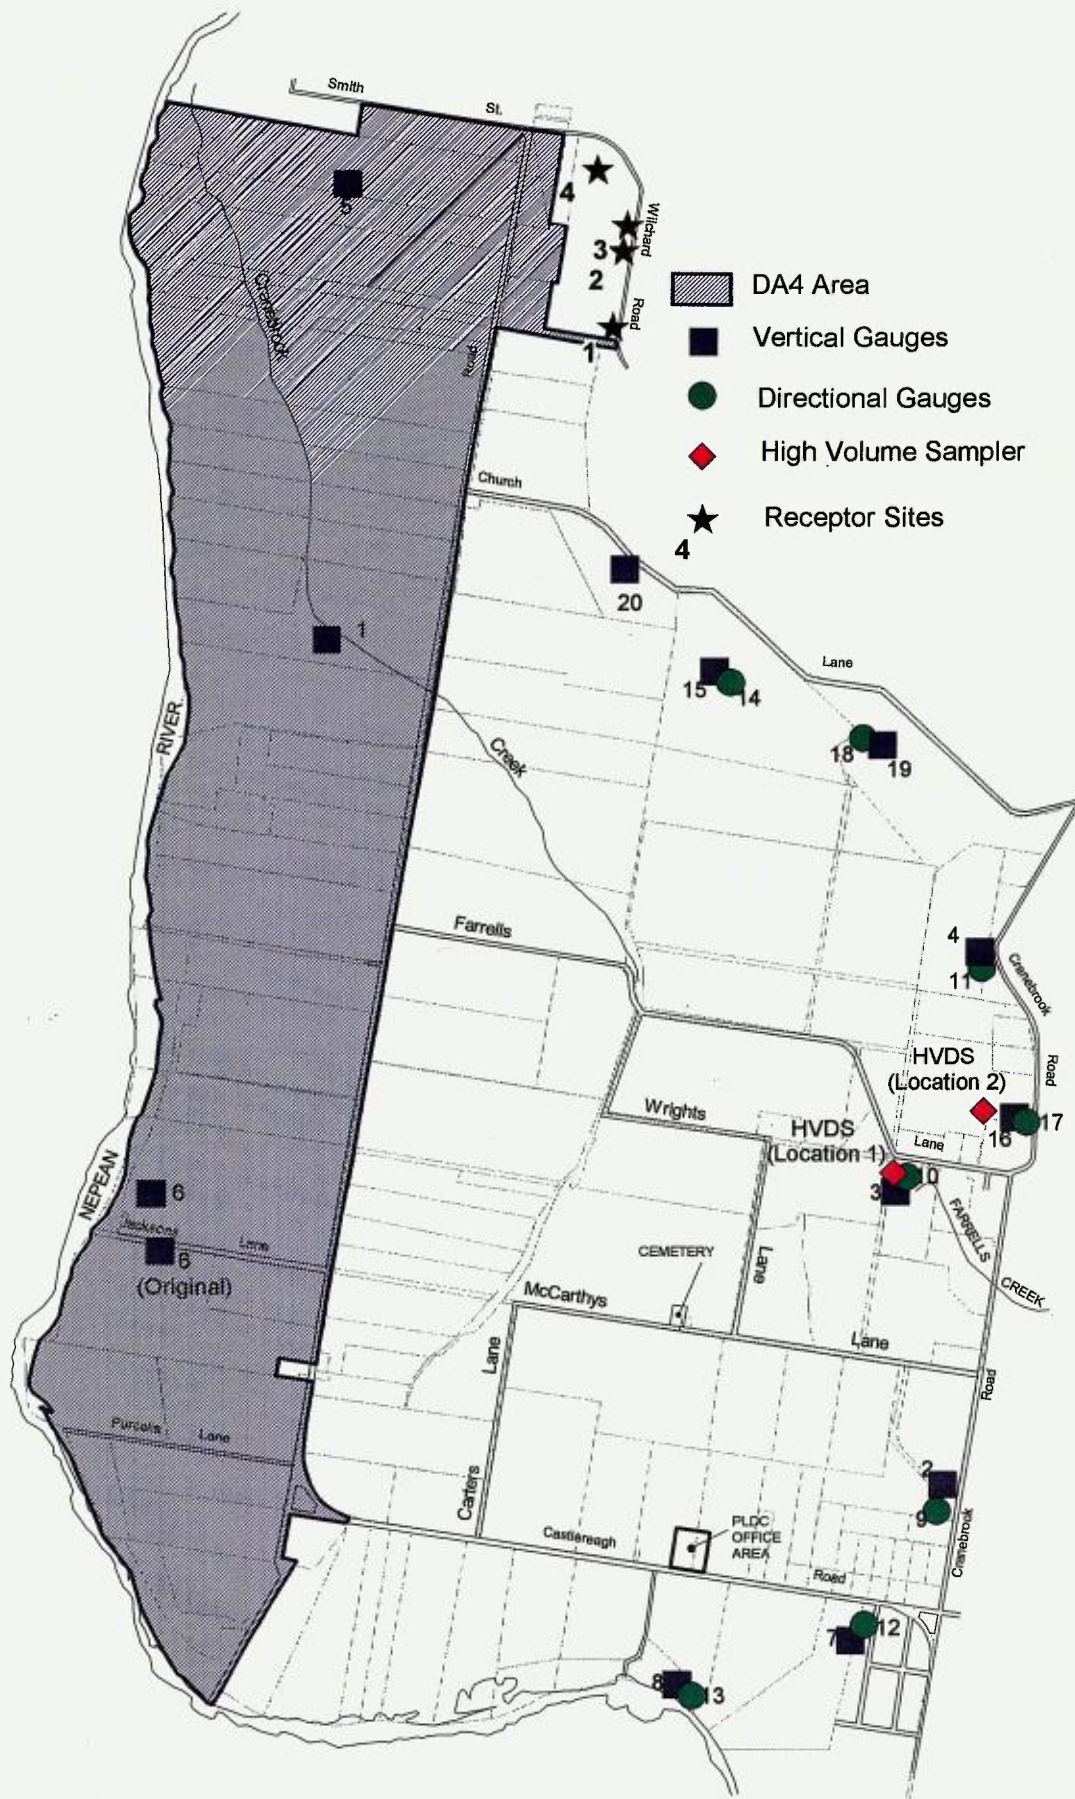 Smith
St.
4
Wilchard
5
3
2
Road
1
Cranebrook
Road
DA4 Area
Vertical Gauges
Directional Gauges
High Volume Sampler
Receptor Sites
4
Church
20
1
Lane
15
14
RIVER.
Creek
18
19
Farrells
4
11
Cranebrook
HVDS
(Location 2)
Road
Wrights
16
17
HVDS
(Location 1)
Lane
10
3
NEPEAN
6
Jacksons
Lane
6
(Original)
CEMETERY
Lane
FARRELLS
CREEK
McCarthys
Lane
Lane
Road
Purcells
Lane
Carters
2
9
Castlereagh
PLDC
OFFICE
AREA
Cranebrook
Road
7
12
8
13